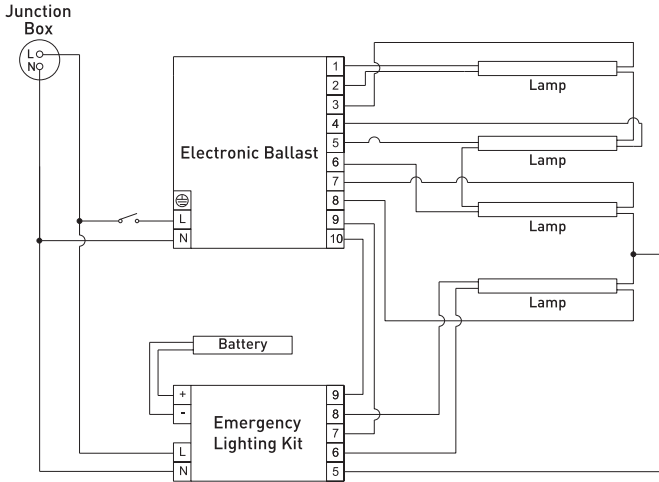 Junction
Box
L
N
Electronic Ballast
L
N
1
2
3
4
5
6
7
8
9
10
Lamp
Lamp
Lamp
Lamp
Battery
+
-
L
N
Emergency
Lighting Kit
9
8
7
6
5